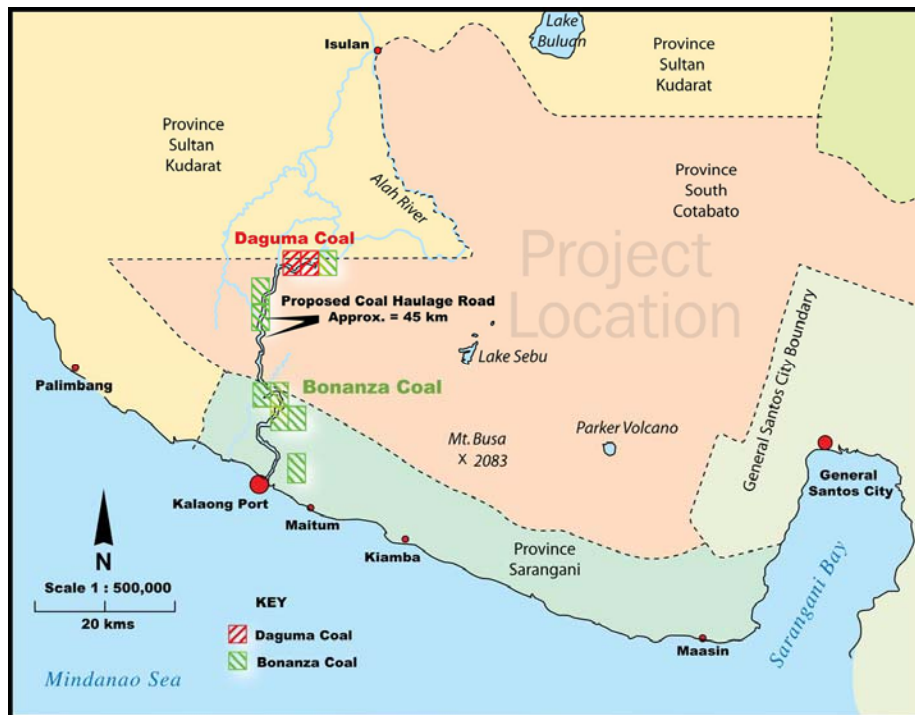 Isulan
Lake
Buluan
Province
Sultan
Kudarat
Province
Sultan
Kudarat
Alah River
Province
South
Cotabato
Daguma Coal
Project
Location
Proposed Coal Haulage Road
Approx. = 45 km
General Santos City Boundary
Lake Sebu
Palimbang
Bonanza Coal
Mt. Busa
X 2083
Parker Volcano
General
Santos City
Kalaong Port
Maitum
Kiamba
Province
Sarangani
N
Scale 1 : 500,000
20 kms
KEY
Daguma Coal
Bonanza Coal
Maasin
Sarangani Bay
Mindanao Sea